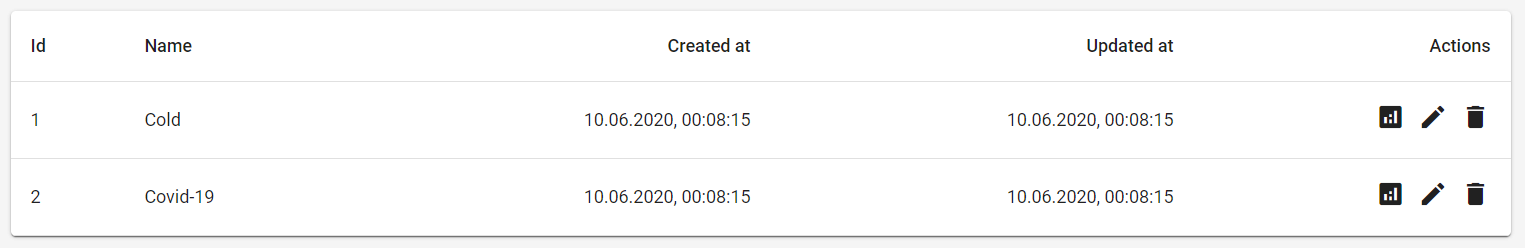 Id Name Created at Updated at Actions
1 Cold 10.06.2020, 00:08:15 10.06.2020, 00:08:15
2 Covid-19 10.06.2020, 00:08:15 10.06.2020, 00:08:15